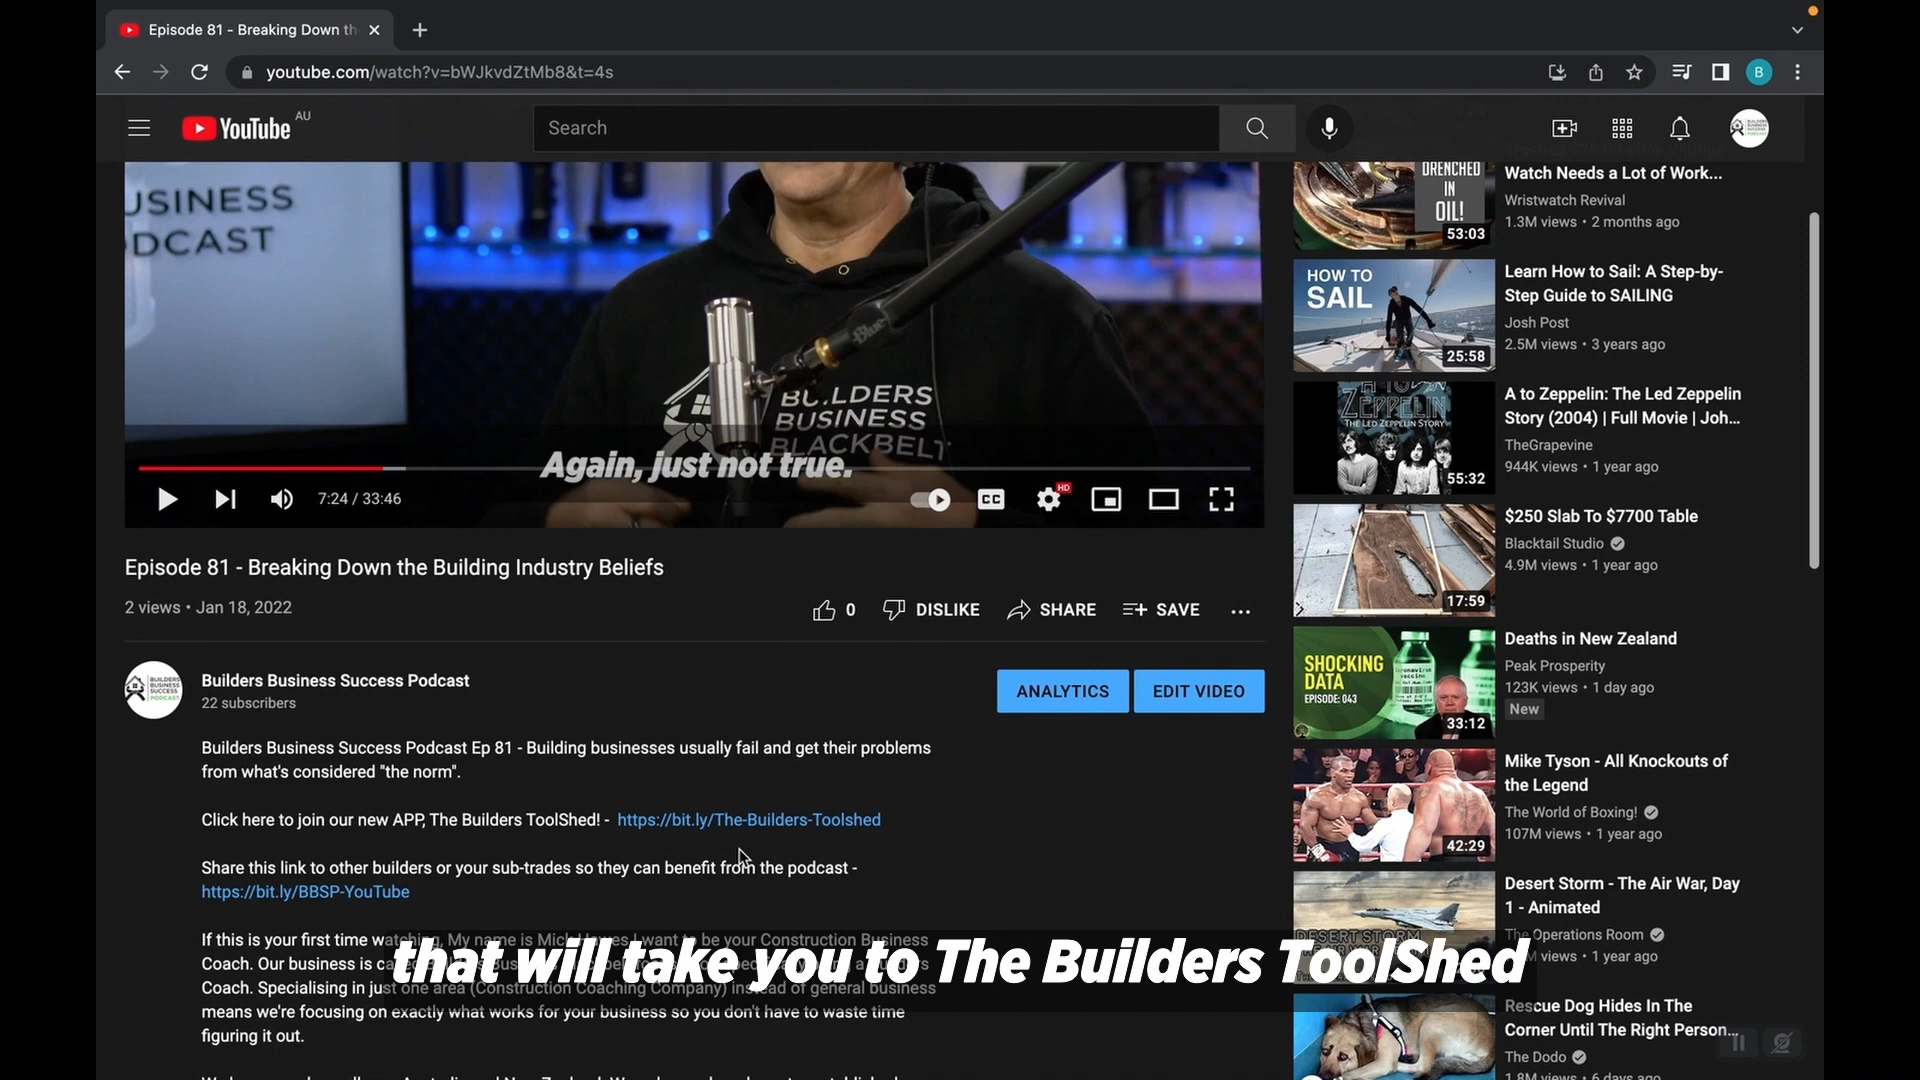 Episode 81 - Breaking Down th
youtube.com/watch?v=bWJkvdZtMb8&t=4s
B
YouTube AU
Search
USINESS
DCAST
Blue
BUILDERS
BUSINESS
BLACKBELT
Again, just not true.
7:24 / 33:46
CC
HD
Episode 81 - Breaking Down the Building Industry Beliefs
2 views • Jan 18, 2022
0
DISLIKE
SHARE
SAVE
BUILDERS
BUSINESS
SUCCESS
PODCAST
Builders Business Success Podcast
22 subscribers
ANALYTICS
EDIT VIDEO
Builders Business Success Podcast Ep 81 - Building businesses usually fail and get their problems
from what's considered "the norm".
Click here to join our new APP, The Builders ToolShed! - https://bit.ly/The-Builders-Toolshed
Share this link to other builders or your sub-trades so they can benefit from the podcast -
https://bit.ly/BBSP-YouTube
If this is your first time watching, My name is Mick Hawes I want to be your Construction Business
Coach. Our business is
Coach. Specialising in just one area (Construction Coaching Company) instead of general business
means we're focusing on exactly what works for your business so you don't have to waste time
figuring it out.
that will take you to The Builders ToolShed
DRENCHED
IN
OIL!
53:03
Watch Needs a Lot of Work...
Wristwatch Revival
1.3M views • 2 months ago
HOW TO
SAIL
25:58
Learn How to Sail: A Step-by-
Step Guide to SAILING
Josh Post
2.5M views • 3 years ago
A TO
ZEPPELIN
THE LED ZEPPELIN STORY
55:32
A to Zeppelin: The Led Zeppelin
Story (2004) | Full Movie | Joh...
TheGrapevine
944K views • 1 year ago
17:59
$250 Slab To $7700 Table
Blacktail Studio
4.9M views • 1 year ago
SHOCKING
DATA
EPISODE: 043
33:12
Deaths in New Zealand
Peak Prosperity
123K views • 1 day ago
New
42:29
Mike Tyson - All Knockouts of
the Legend
The World of Boxing!
107M views • 1 year ago
DESERT STORM
Desert Storm - The Air War, Day
1 - Animated
The Operations Room
views • 1 year ago
Rescue Dog Hides In The
Corner Until The Right Person...
The Dodo
1.8M views • 6 days ago